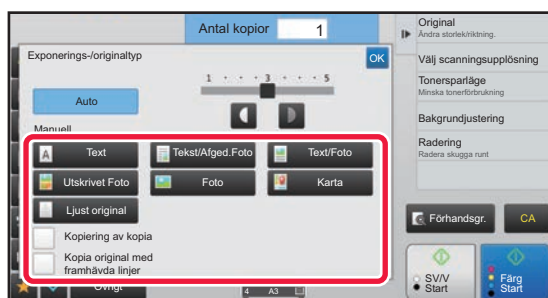 Antal kopior
1
Exponerings-/originaltyp
OK
1
3
5
Auto
Manuell
A
Text
Tekst/Afged.Foto
Text/Foto
Utskrivet Foto
Foto
Karta
Ljust original
Kopiering av kopia
Kopia original med
framhävda linjer
Övrigt
4
A3
Original
Ändra storlek/riktning.
Välj scanningsupplösning
Tonersparläge
Minska tonerförbrukning
Bakgrundjustering
Radering
Radera skugga runt
Förhandsgr.
CA
SV/V
Start
Färg
Start